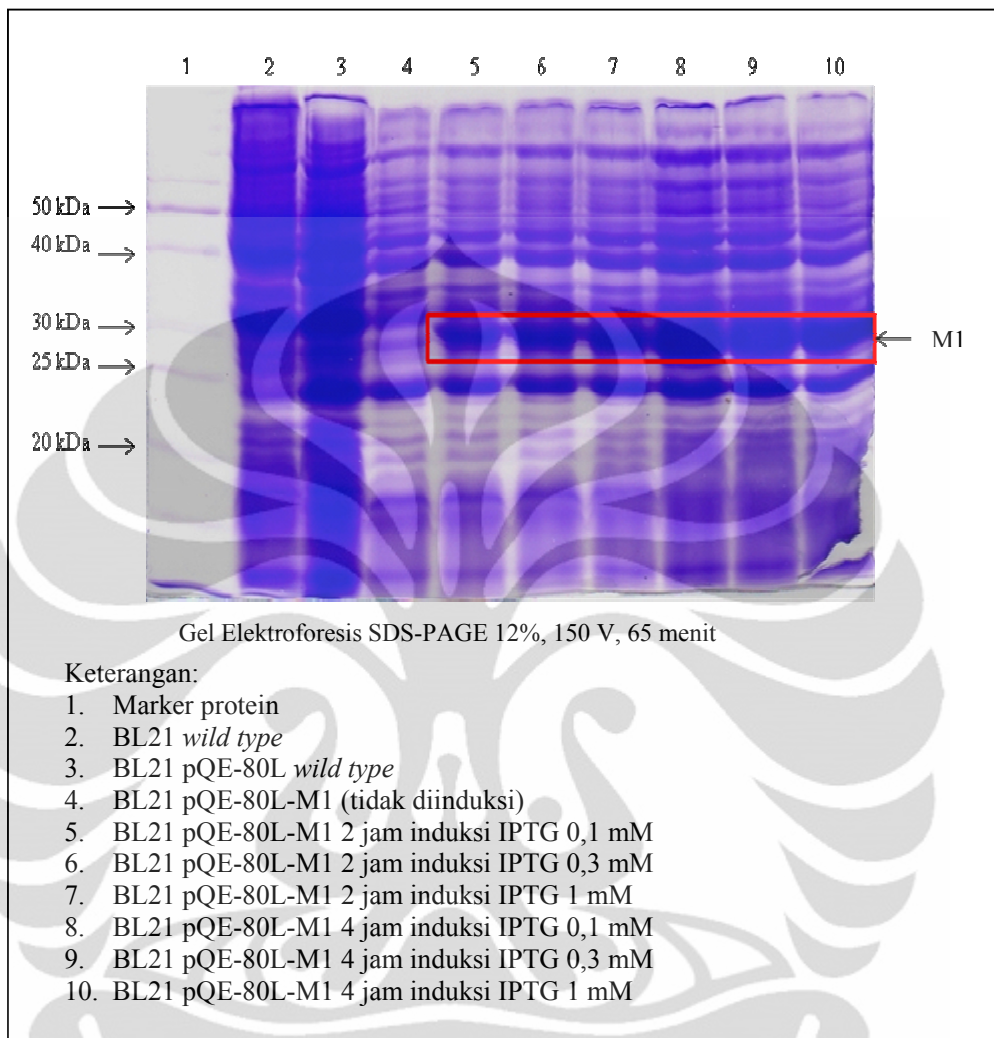 1 2 3 4 5 6 7 8 9 10
50 kDa
40 kDa
30 kDa
M1
25 kDa
20 kDa
Gel Elektroforesis SDS-PAGE 12%, 150 V, 65 menit
Keterangan:
1. Marker protein
2. BL21 wild type
3. BL21 pQE-80L wild type
4. BL21 pQE-80L-M1 (tidak diinduksi)
5. BL21 pQE-80L-M1 2 jam induksi IPTG 0,1 mM
6. BL21 pQE-80L-M1 2 jam induksi IPTG 0,3 mM
7. BL21 pQE-80L-M1 2 jam induksi IPTG 1 mM
8. BL21 pQE-80L-M1 4 jam induksi IPTG 0,1 mM
9. BL21 pQE-80L-M1 4 jam induksi IPTG 0,3 mM
10. BL21 pQE-80L-M1 4 jam induksi IPTG 1 mM